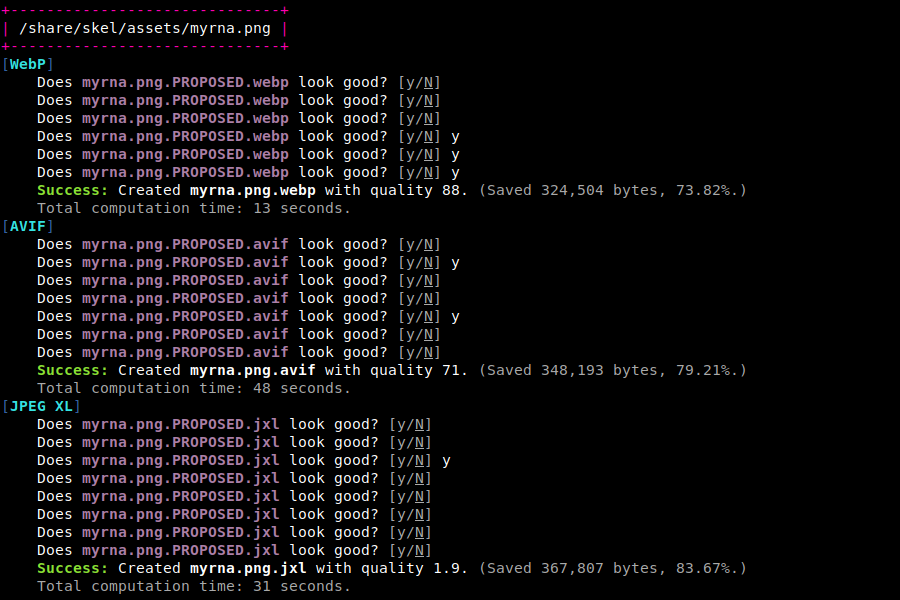 +------------------------------+
| /share/skel/assets/myrna.png |
+------------------------------+
[WebP]
    Does myrna.png.PROPOSED.webp look good? [y/N]
    Does myrna.png.PROPOSED.webp look good? [y/N]
    Does myrna.png.PROPOSED.webp look good? [y/N]
    Does myrna.png.PROPOSED.webp look good? [y/N] y
    Does myrna.png.PROPOSED.webp look good? [y/N] y
    Does myrna.png.PROPOSED.webp look good? [y/N] y
    Success: Created myrna.png.webp with quality 88. (Saved 324,504 bytes, 73.82%.)
    Total computation time: 13 seconds.
[AVIF]
    Does myrna.png.PROPOSED.avif look good? [y/N]
    Does myrna.png.PROPOSED.avif look good? [y/N] y
    Does myrna.png.PROPOSED.avif look good? [y/N]
    Does myrna.png.PROPOSED.avif look good? [y/N]
    Does myrna.png.PROPOSED.avif look good? [y/N] y
    Does myrna.png.PROPOSED.avif look good? [y/N]
    Does myrna.png.PROPOSED.avif look good? [y/N]
    Success: Created myrna.png.avif with quality 71. (Saved 348,193 bytes, 79.21%.)
    Total computation time: 48 seconds.
[JPEG XL]
    Does myrna.png.PROPOSED.jxl look good? [y/N]
    Does myrna.png.PROPOSED.jxl look good? [y/N]
    Does myrna.png.PROPOSED.jxl look good? [y/N] y
    Does myrna.png.PROPOSED.jxl look good? [y/N]
    Does myrna.png.PROPOSED.jxl look good? [y/N]
    Does myrna.png.PROPOSED.jxl look good? [y/N]
    Does myrna.png.PROPOSED.jxl look good? [y/N]
    Does myrna.png.PROPOSED.jxl look good? [y/N]
    Success: Created myrna.png.jxl with quality 1.9. (Saved 367,807 bytes, 83.67%.)
    Total computation time: 31 seconds.